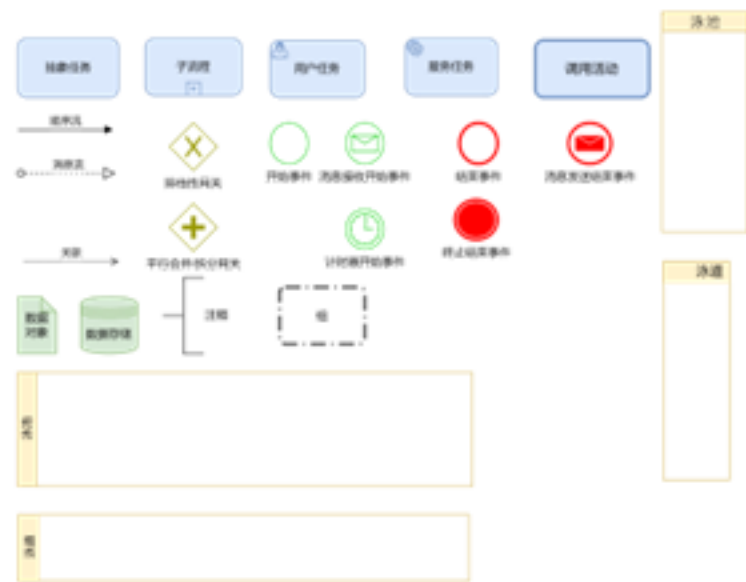 泳池
抽象任务
子流程
用户任务
服务任务
调用活动
顺序流
消息流
排他性网关
开始事件
消息接收开始事件
结束事件
消息发送结束事件
关联
平行合并拆分网关
计时器开始事件
终止结束事件
泳道
数据
对象
数据存储
注释
组
泳池
泳道